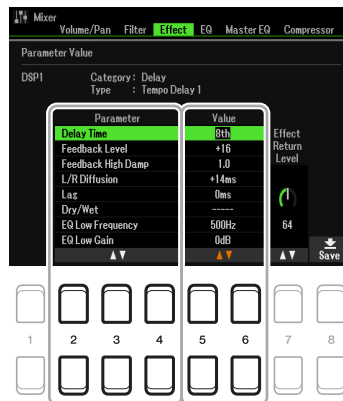 Mixer
Volume/Pan Filter Effect EQ Master EQ Compressor
Parameter Value
DSP1 Category : Delay
Type : Tempo Delay 1
Parameter Value
Delay Time 8th
Feedback Level +16
Feedback High Damp 1.0
L/R Diffusion +14ms
Lag 0ms
Dry/Wet -----
EQ Low Frequency 500Hz
EQ Low Gain 0dB
Effect
Return
Level
64
Save
1 2 3 4 5 6 7 8